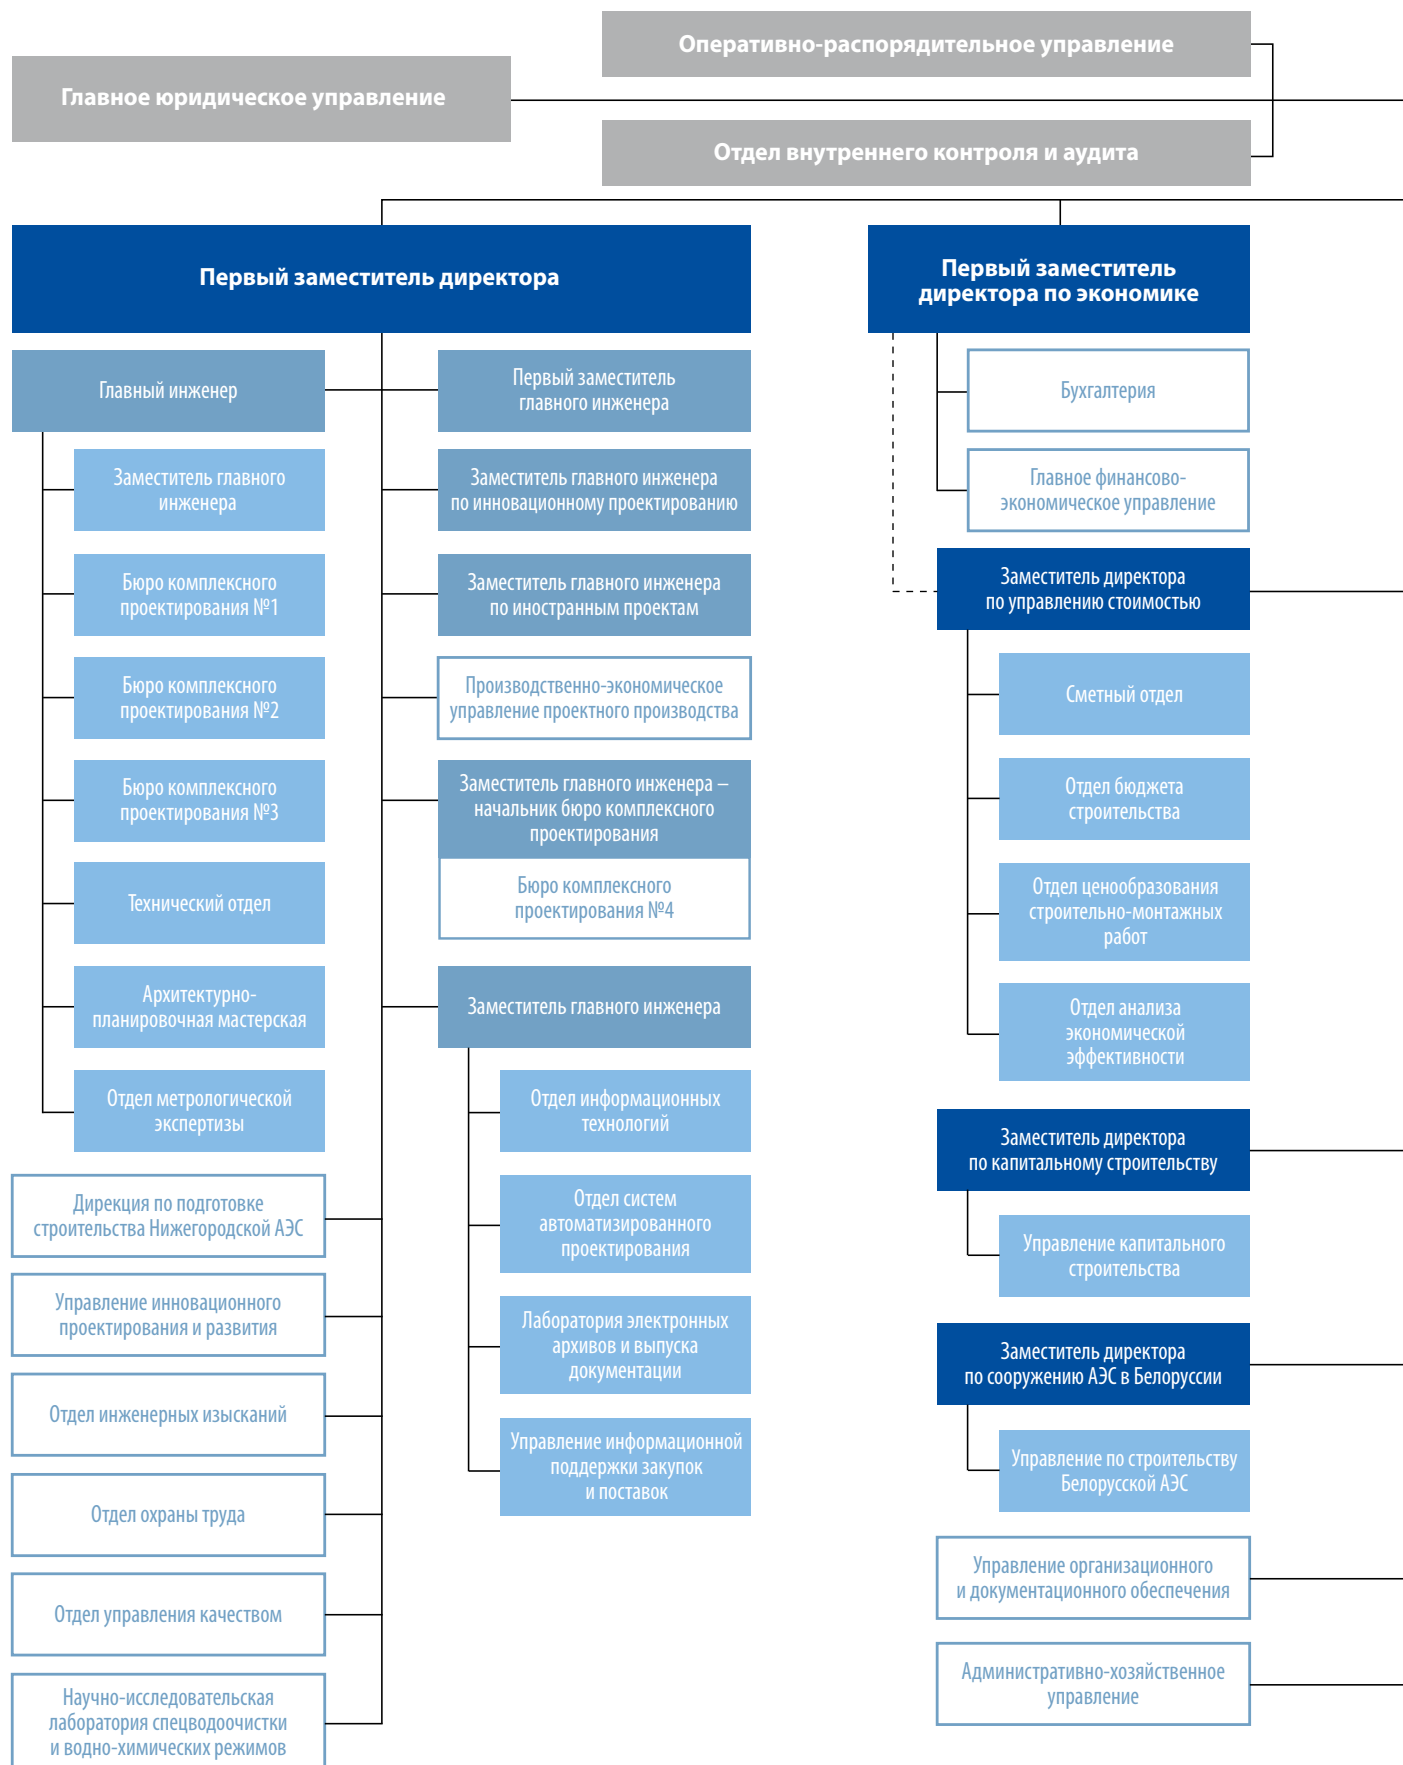 Оперативно-распорядительное управление
Главное юридическое управление
Отдел внутреннего контроля и аудита
Первый заместитель директора
Главный инженер
Заместитель главного
инженера
Бюро комплексного
проектирования №1
Бюро комплексного
проектирования №2
Бюро комплексного
проектирования №3
Технический отдел
Архитектурно-
планировочная мастерская
Отдел метрологической
экспертизы
Дирекция по подготовке
строительства Нижегородской АЭС
Управление инновационного
проектирования и развития
Отдел инженерных изысканий
Отдел охраны труда
Отдел управления качеством
Научно-исследовательская
лаборатория спецводоочистки
и водно-химических режимов
Первый заместитель
главного инженера
Заместитель главного инженера
по инновационному проектированию
Заместитель главного инженера
по иностранным проектам
Производственно-экономическое
управление проектного производства
Заместитель главного инженера –
начальник бюро комплексного
проектирования
Бюро комплексного
проектирования №4
Заместитель главного инженера
Отдел информационных
технологий
Отдел систем
автоматизированного
проектирования
Лаборатория электронных
архивов и выпуска
документации
Управление информационной
поддержки закупок
и поставок
Первый заместитель
директора по экономике
Бухгалтерия
Главное финансово-
экономическое управление
Заместитель директора
по управлению стоимостью
Сметный отдел
Отдел бюджета
строительства
Отдел ценообразования
строительно-монтажных
работ
Отдел анализа
экономической
эффективности
Заместитель директора
по капитальному строительству
Управление капитального
строительства
Заместитель директора
по сооружению АЭС в Белоруссии
Управление по строительству
Белорусской АЭС
Управление организационного
и документационного обеспечения
Административно-хозяйственное
управление